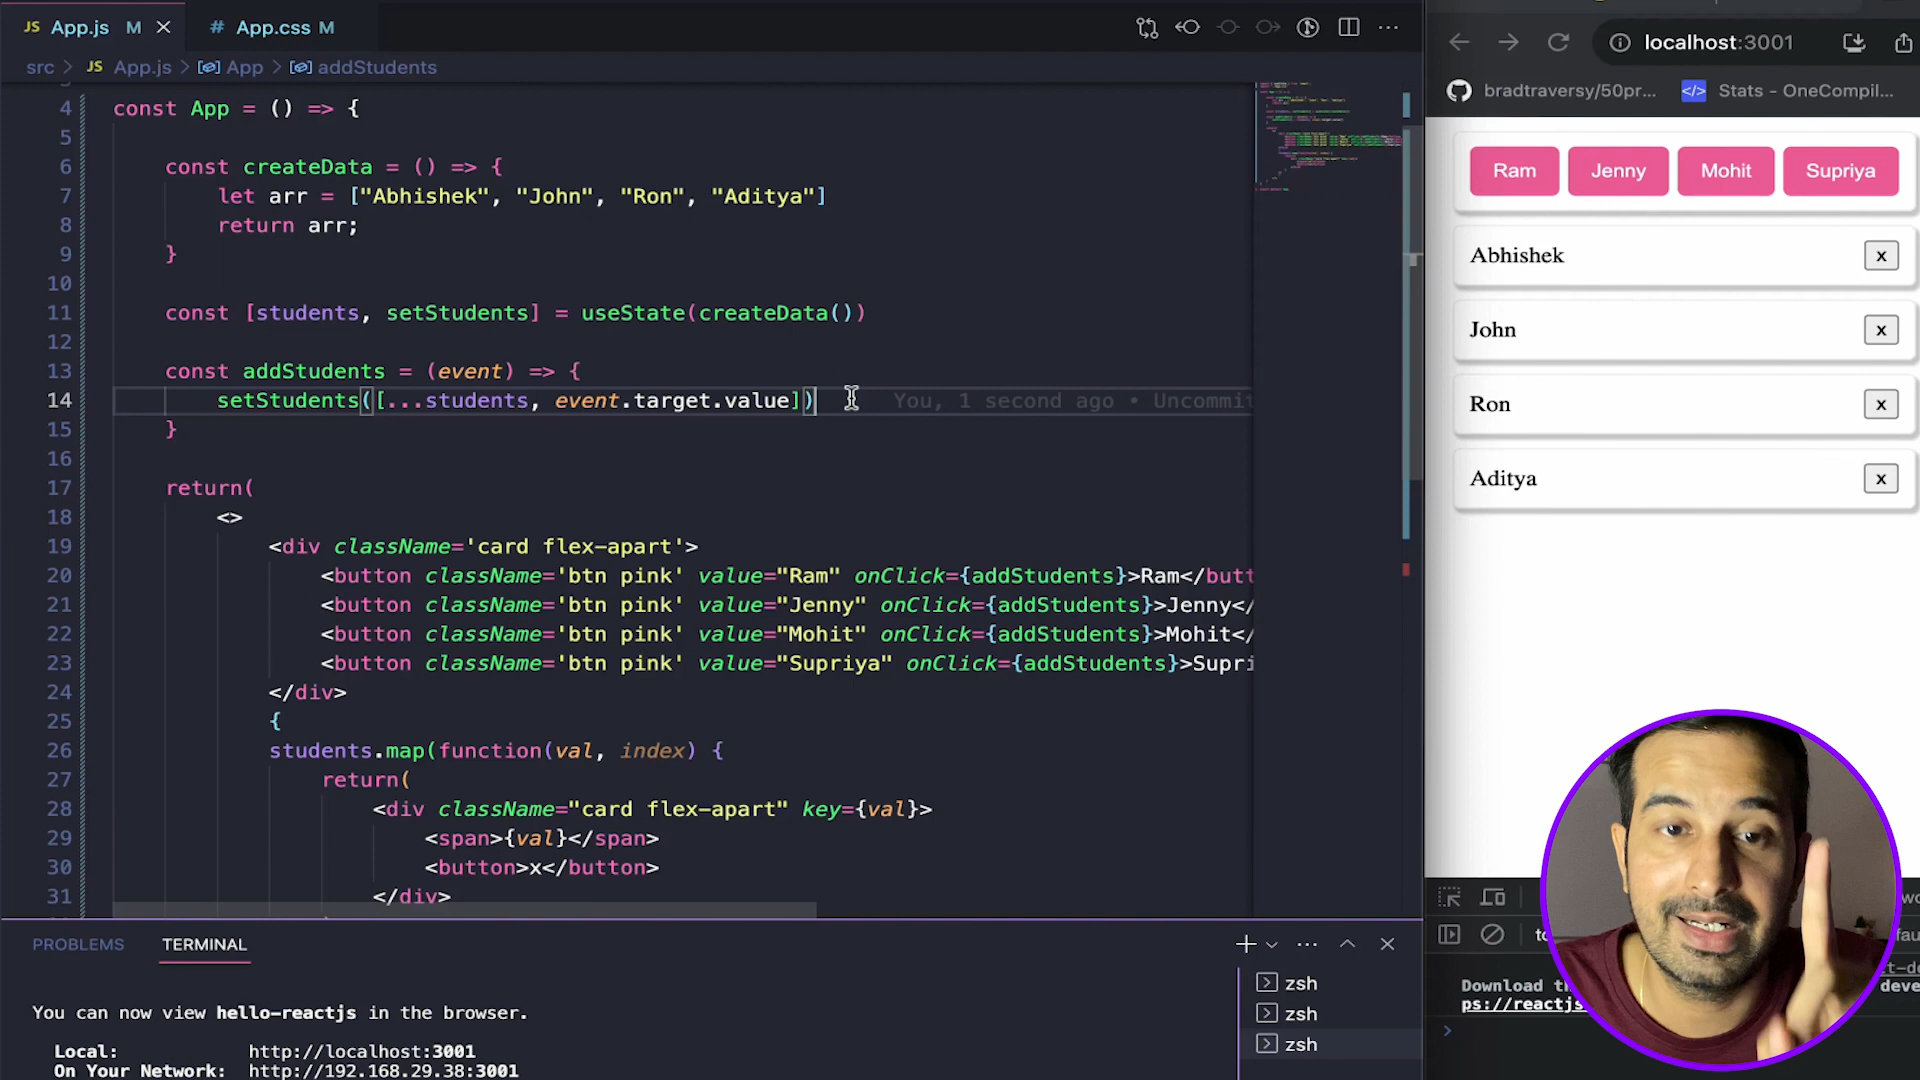 JS App.js M
# App.css M
src > JS App.js > App > addStudents
4 const App = () => {
5
6 const createData = () => {
7 let arr = ["Abhishek", "John", "Ron", "Aditya"]
8 return arr;
9 }
10
11 const [students, setStudents] = useState(createData())
12
13 const addStudents = (event) => {
14 setStudents([...students, event.target.value]) You, 1 second ago • Uncommit
15 }
16
17 return(
18 <>
19 <div className='card flex-apart'>
20 <button className='btn pink' value="Ram" onClick={addStudents}>Ram</butt
21 <button className='btn pink' value="Jenny" onClick={addStudents}>Jenny</
22 <button className='btn pink' value="Mohit" onClick={addStudents}>Mohit</
23 <button className='btn pink' value="Supriya" onClick={addStudents}>Supri
24 </div>
25 {
26 students.map(function(val, index) {
27 return(
28 <div className="card flex-apart" key={val}>
29 <span>{val}</span>
30 <button>x</button>
31 </div>
PROBLEMS TERMINAL
You can now view hello-reactjs in the browser.
Local: http://localhost:3001
On Your Network: http://192.168.29.38:3001
zsh
zsh
zsh
localhost:3001
bradtraversy/50pr... Stats - OneCompil...
Ram Jenny Mohit Supriya
Abhishek x
John x
Ron x
Aditya x
Download th
ps://reactjs